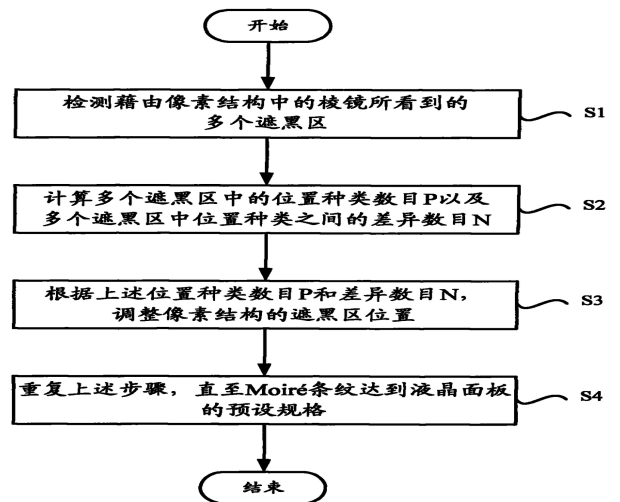 开始
检测藉由像素结构中的棱镜所看到的
多个遮黑区
S1
计算多个遮黑区中的位置种类数目P以及
多个遮黑区中位置种类之间的差异数目N
S2
根据上述位置种类数目P和差异数目N，
调整像素结构的遮黑区位置
S3
重复上述步骤，直至Moiré条纹达到液晶面板
的预设规格
S4
结束